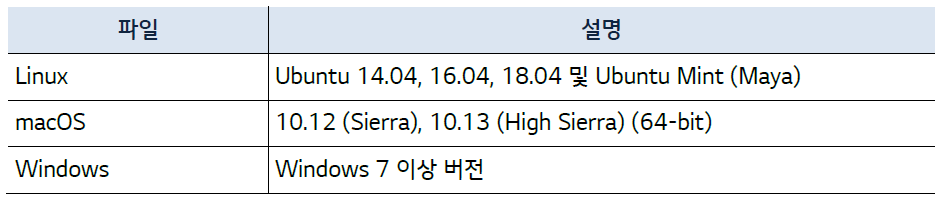 파일 설명
Linux Ubuntu 14.04, 16.04, 18.04 및 Ubuntu Mint (Maya)
macOS 10.12 (Sierra), 10.13 (High Sierra) (64-bit)
Windows Windows 7 이상 버전